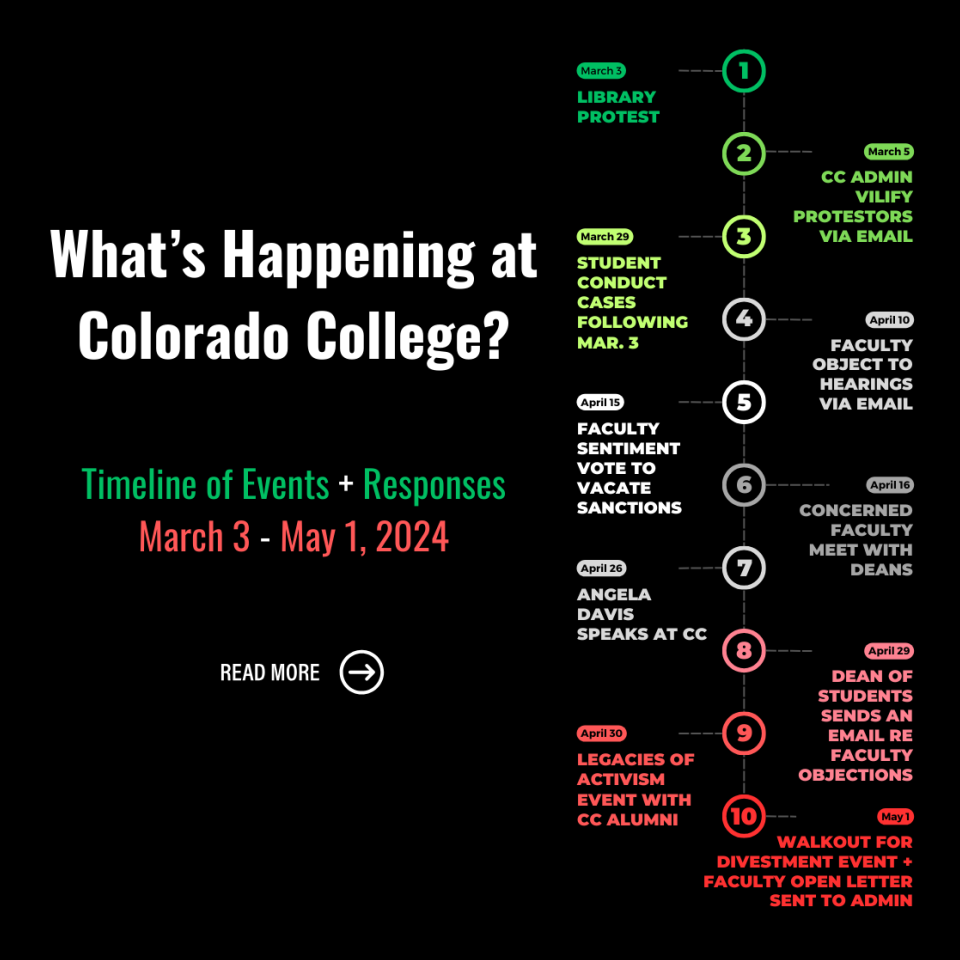 What's Happening at
Colorado College?
Timeline of Events + Responses
March 3 - May 1, 2024
READ MORE
March 3
1
LIBRARY
PROTEST
March 5
2
CC ADMIN
VILIFY
PROTESTORS
VIA EMAIL
March 29
3
STUDENT
CONDUCT
CASES
FOLLOWING
MAR. 3
April 10
4
FACULTY
OBJECT TO
HEARINGS
VIA EMAIL
April 15
5
FACULTY
SENTIMENT
VOTE TO
VACATE
SANCTIONS
April 16
6
CONCERNED
FACULTY
MEET WITH
DEANS
April 26
7
ANGELA
DAVIS
SPEAKS AT CC
April 29
8
DEAN OF
STUDENTS
SENDS AN
EMAIL RE
FACULTY
OBJECTIONS
April 30
9
LEGACIES OF
ACTIVISM
EVENT WITH
CC ALUMNI
May 1
10
WALKOUT FOR
DIVESTMENT EVENT +
FACULTY OPEN LETTER
SENT TO ADMIN